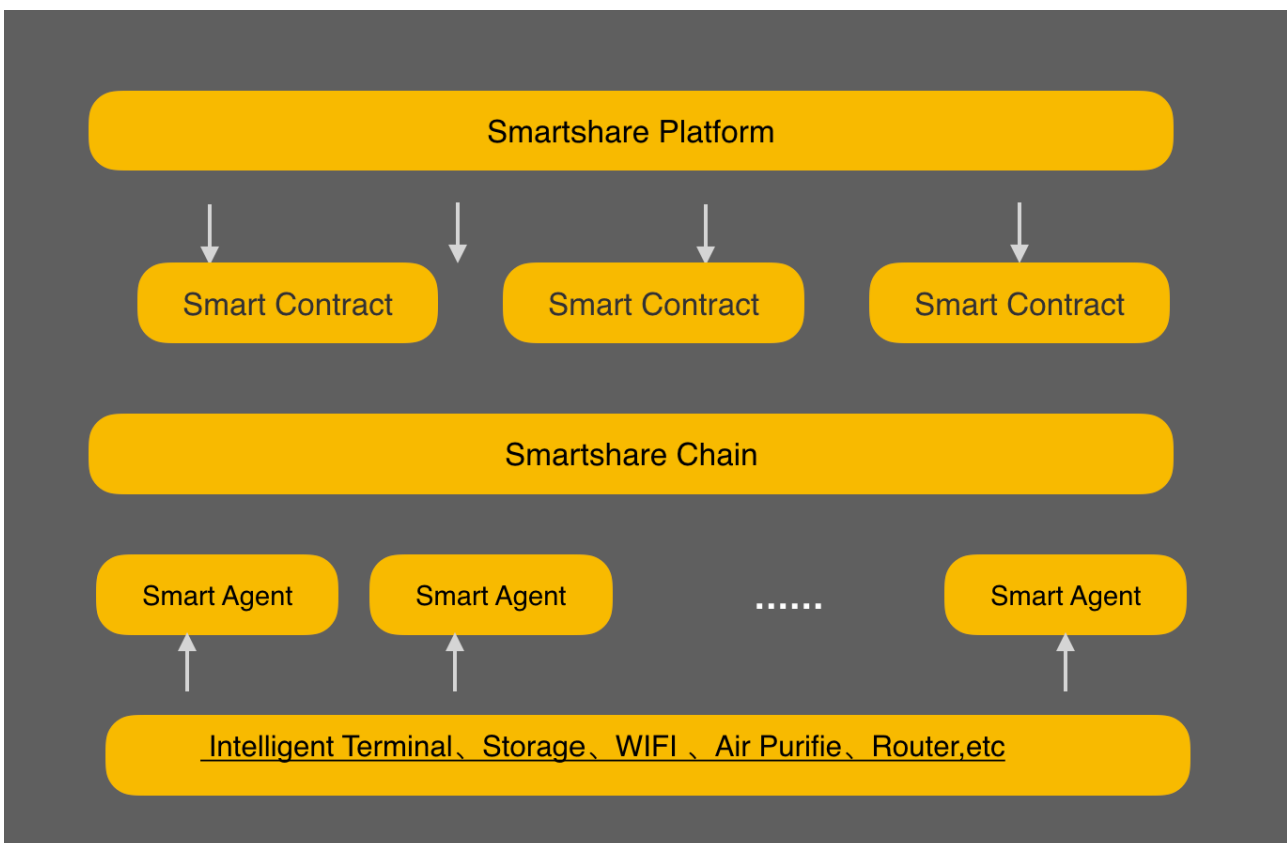 Smartshare Platform
Smart Contract Smart Contract Smart Contract
Smartshare Chain
Smart Agent Smart Agent ...... Smart Agent
Intelligent Terminal、Storage、WIFI 、Air Purifie、Router,etc